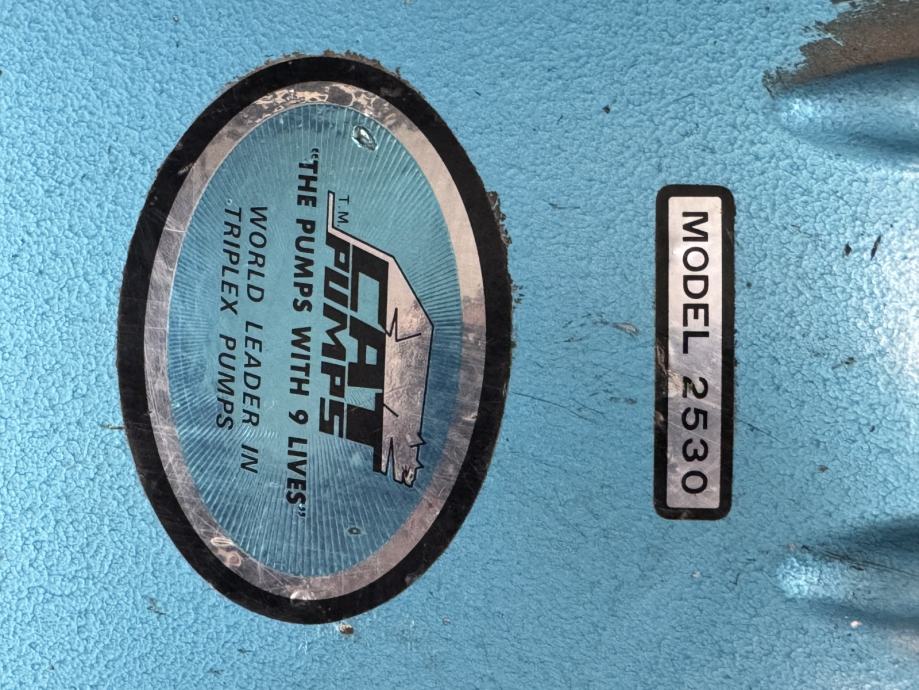 MODEL 2530
T.M.
CAT
PUMPS
"THE PUMPS WITH 9 LIVES"
WORLD LEADER IN
TRIPLEX PUMPS